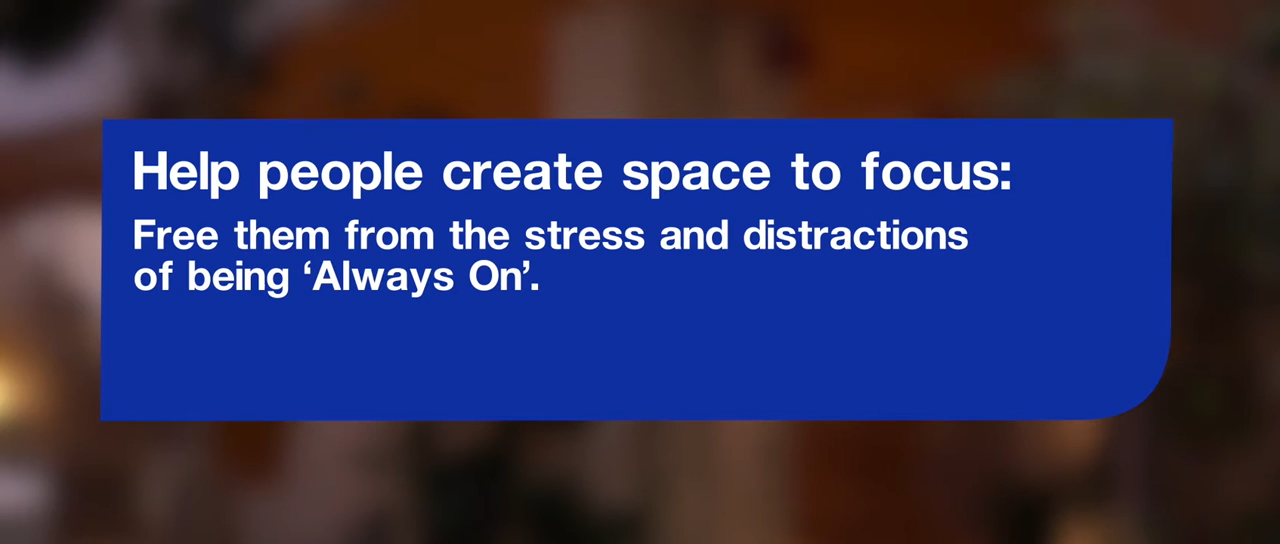 Help people create space to focus:
Free them from the stress and distractions
of being ‘Always On’.